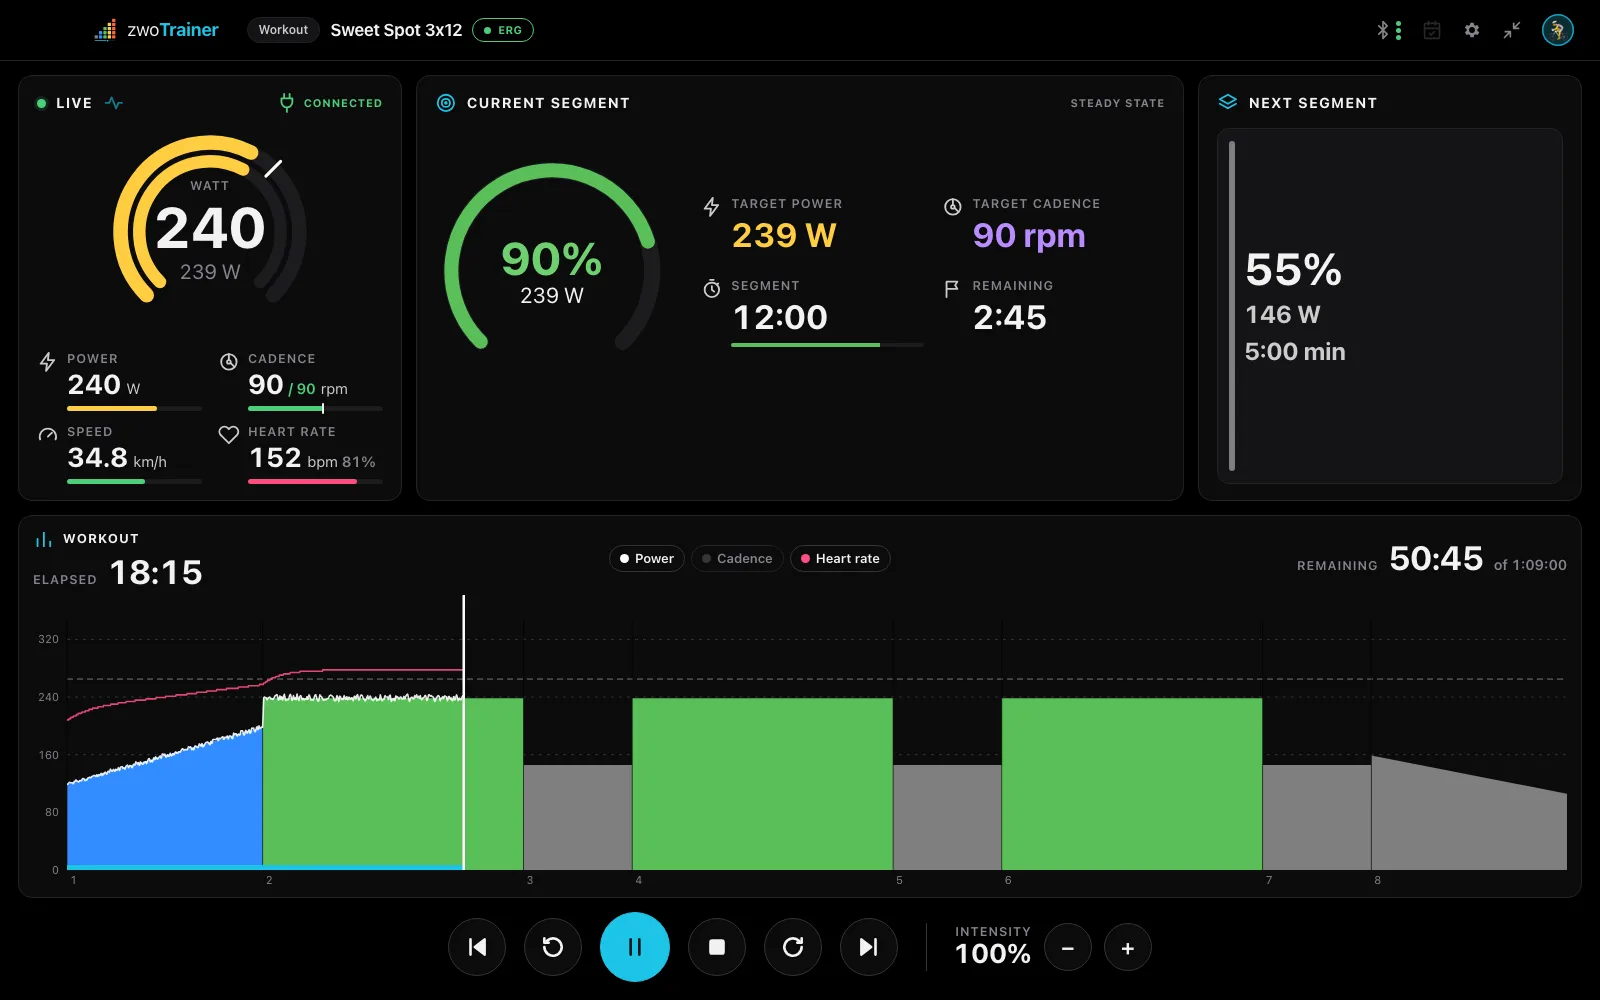 zwoTrainer
Workout
Sweet Spot 3x12
ERG
LIVE
CONNECTED
WATT
240
239 W
POWER
240 W
CADENCE
90 / 90 rpm
SPEED
34.8 km/h
HEART RATE
152 bpm 81%
CURRENT SEGMENT
STEADY STATE
90%
239 W
TARGET POWER
239 W
TARGET CADENCE
90 rpm
SEGMENT
12:00
REMAINING
2:45
NEXT SEGMENT
55%
146 W
5:00 min
WORKOUT
ELAPSED 18:15
Power
Cadence
Heart rate
REMAINING 50:45 of 1:09:00
320
240
160
80
0
1 2 3 4 5 6 7 8
INTENSITY
100%